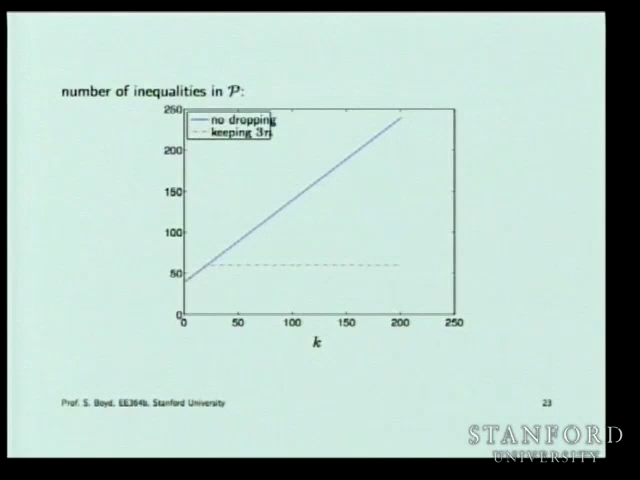 number of inequalities in 𝒫:
250
no dropping
keeping 3n
200
150
100
50
0
0 50 100 150 200 250
k
Prof. S. Boyd, EE364b, Stanford University
23
STANFORD
UNIVERSITY